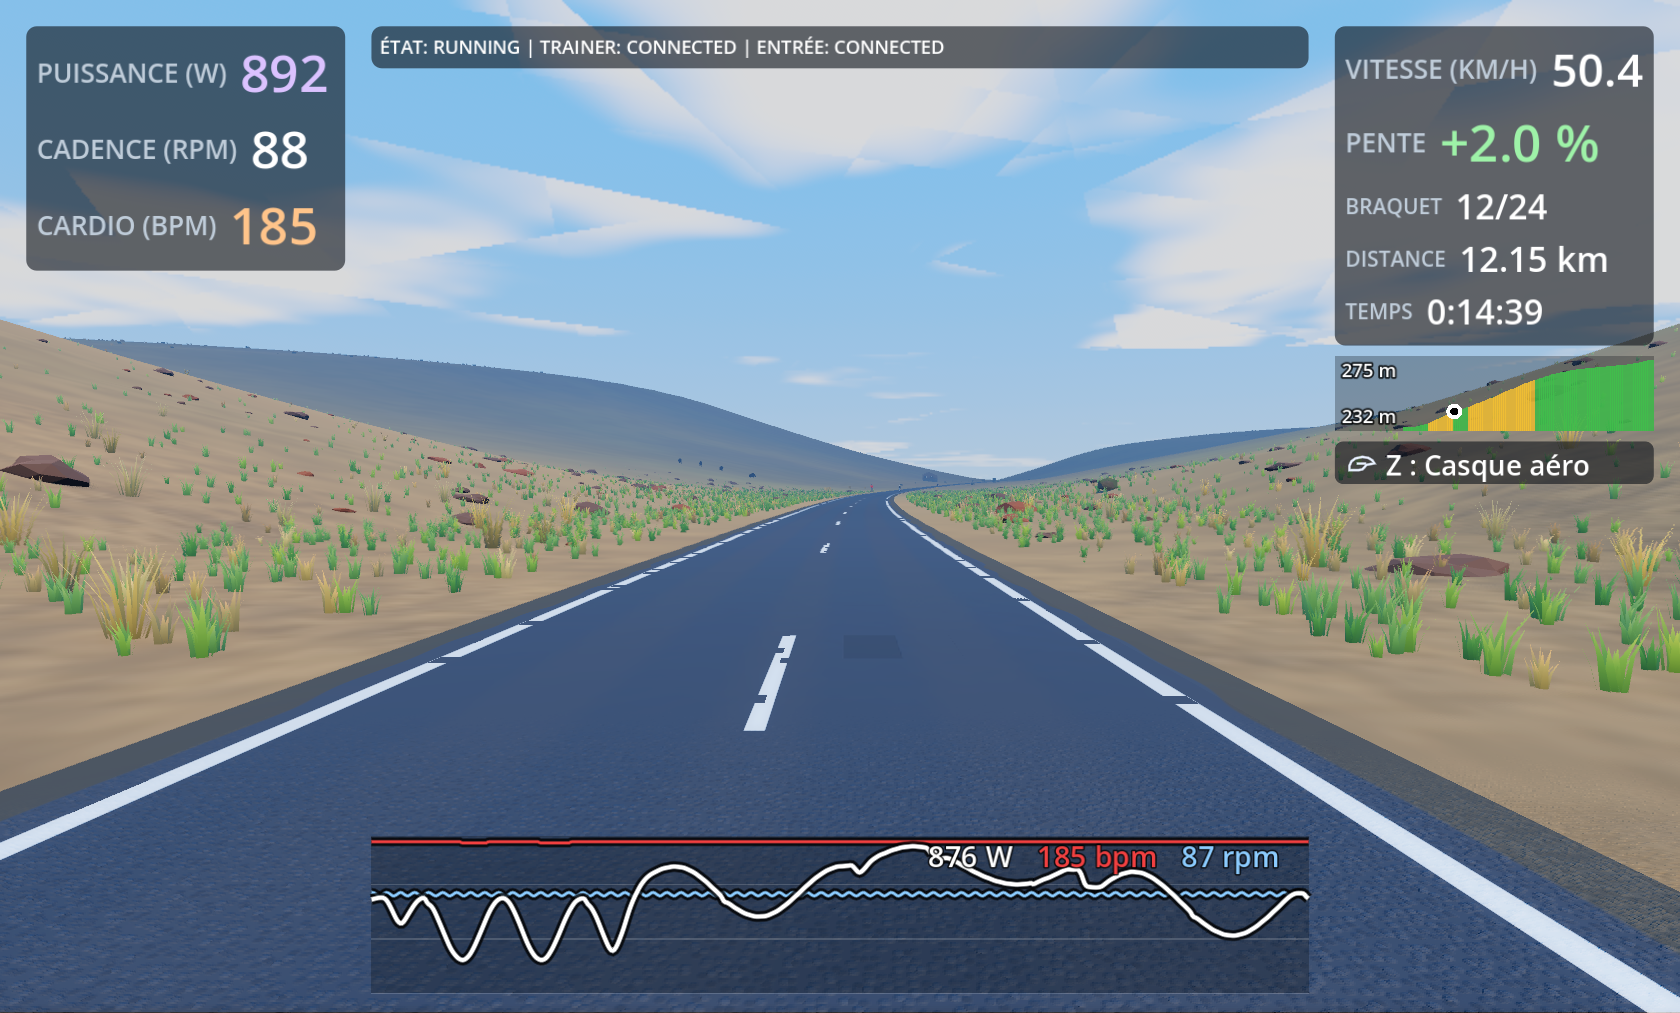 PUISSANCE (W) 892
CADENCE (RPM) 88
CARDIO (BPM) 185
ÉTAT: RUNNING | TRAINER: CONNECTED | ENTRÉE: CONNECTED
VITESSE (KM/H) 50.4
PENTE +2.0 %
BRAQUET 12/24
DISTANCE 12.15 km
TEMPS 0:14:39
275 m
232 m
Z : Casque aéro
876 W 185 bpm 87 rpm